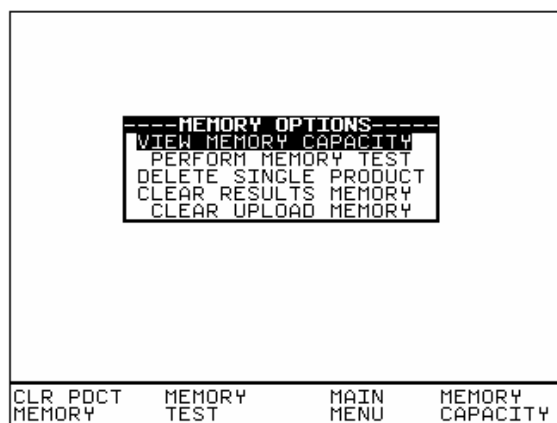 ----MEMORY OPTIONS-----
VIEW MEMORY CAPACITY
PERFORM MEMORY TEST
DELETE SINGLE PRODUCT
CLEAR RESULTS MEMORY
CLEAR UPLOAD MEMORY
CLR PDCT MEMORY MAIN MEMORY
MEMORY TEST MENU CAPACITY